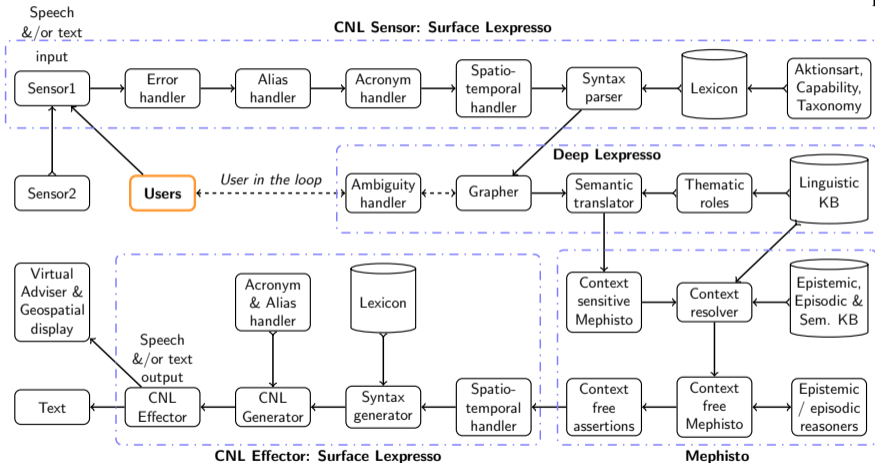 Speech
&/or text
input
CNL Sensor: Surface Lexpresso
Sensor1
Error
handler
Alias
handler
Acronym
handler
Spatio-
temporal
handler
Syntax
parser
Lexicon
Aktionsart,
Capability,
Taxonomy
Deep Lexpresso
Sensor2
Users
User in the loop
Ambiguity
handler
Grapher
Semantic
translator
Thematic
roles
Linguistic
KB
Virtual
Adviser &
Geospatial
display
Acronym
& Alias
handler
Lexicon
Context
sensitive
Mephisto
Context
resolver
Epistemic,
Episodic &
Sem. KB
Speech
&/or text
output
Text
CNL
Effector
CNL
Generator
Syntax
generator
Spatio-
temporal
handler
Context
free
assertions
Context
free
Mephisto
Epistemic
/ episodic
reasoners
CNL Effector: Surface Lexpresso
Mephisto